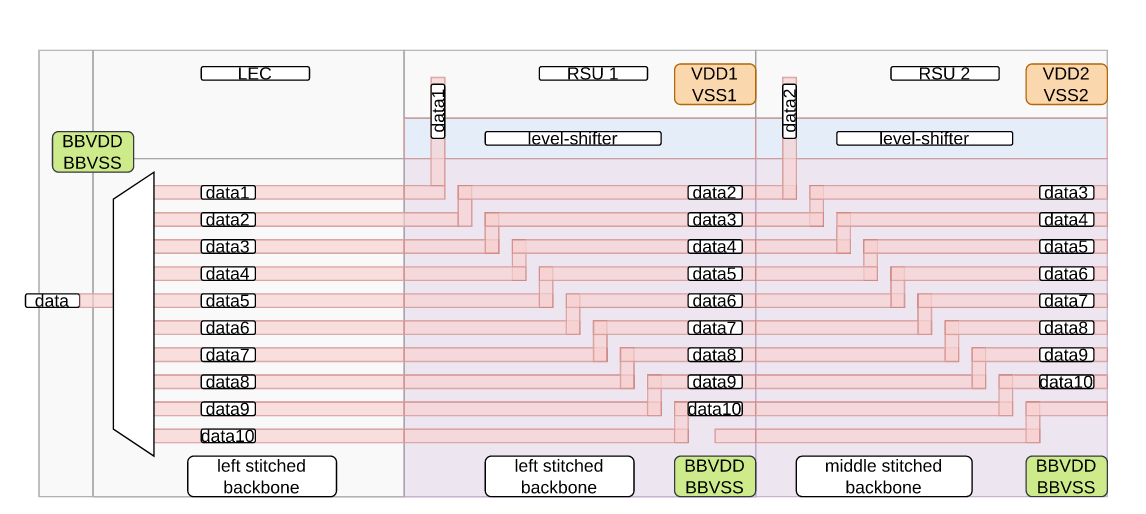 LEC
RSU 1
VDD1
VSS1
RSU 2
VDD2
VSS2
data1
data2
BBVDD
BBVSS
level-shifter
level-shifter
data1
data2
data3
data2
data3
data4
data3
data4
data5
data4
data5
data6
data
data5
data6
data7
data6
data7
data8
data7
data8
data9
data8
data9
data10
data9
data10
data10
left stitched
backbone
left stitched
backbone
BBVDD
BBVSS
middle stitched
backbone
BBVDD
BBVSS